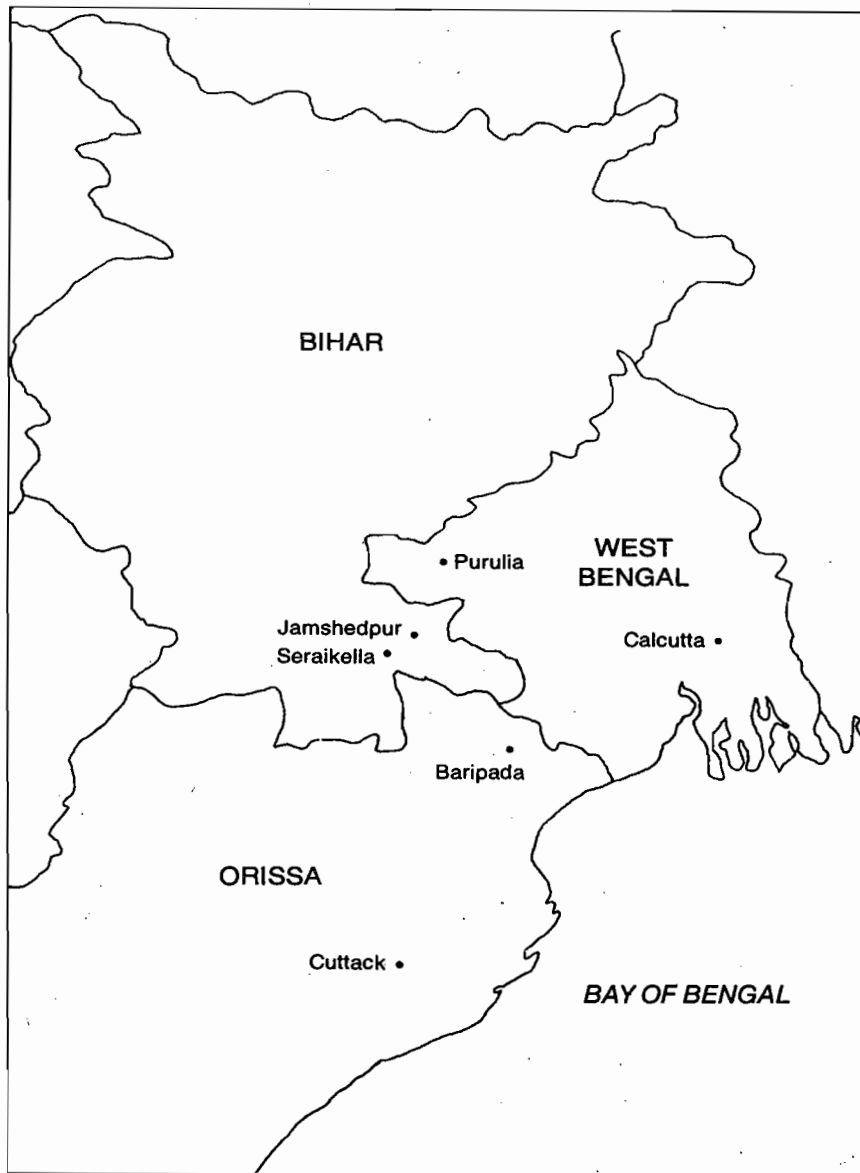 BIHAR
Purulia
WEST
BENGAL
Jamshedpur
Seraikella
Calcutta
Baripada
ORISSA
Cuttack
BAY OF BENGAL